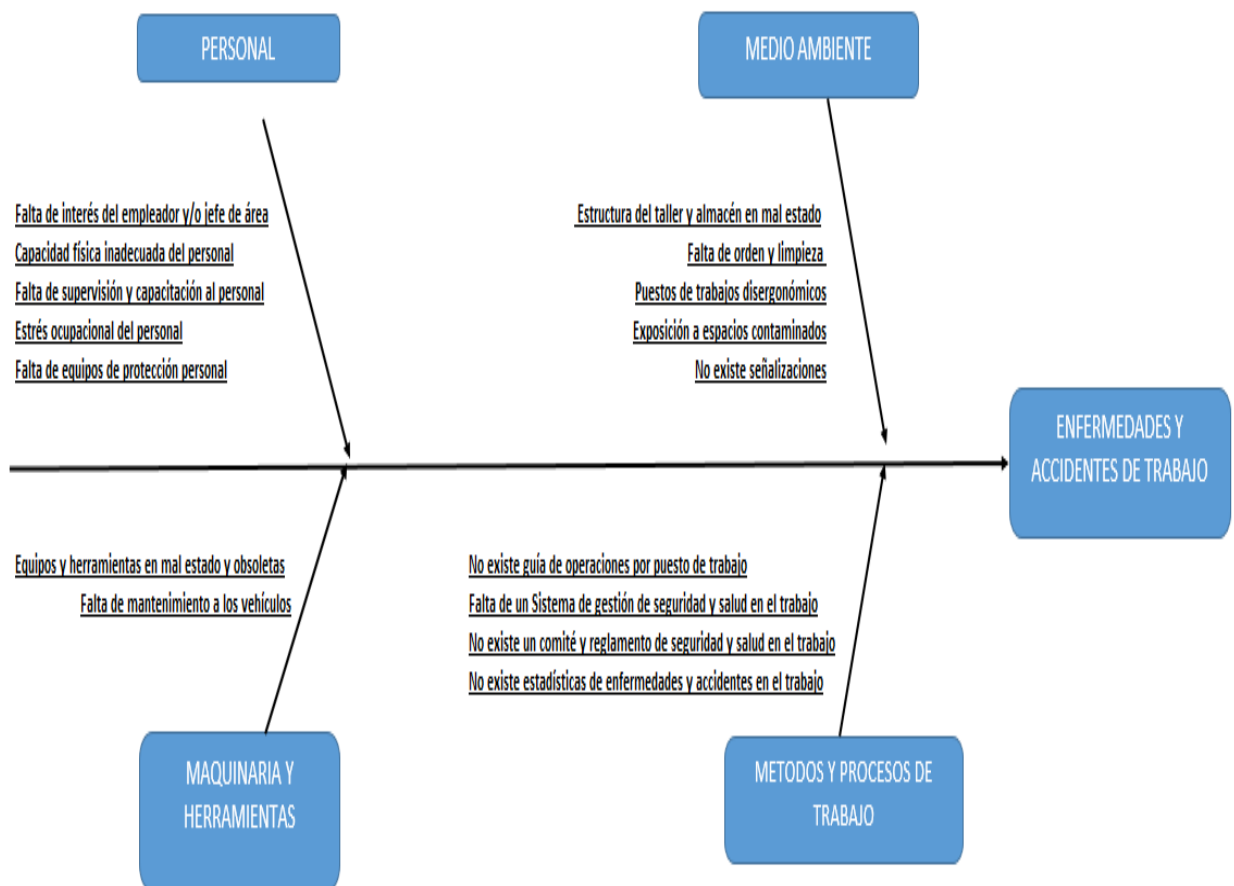 PERSONAL
MEDIO AMBIENTE
Falta de interés del empleador y/o jefe de área
Capacidad física inadecuada del personal
Falta de supervisión y capacitación al personal
Estrés ocupacional del personal
Falta de equipos de protección personal
Estructura del taller y almacén en mal estado
Falta de orden y limpieza
Puestos de trabajos disergonómicos
Exposición a espacios contaminados
No existe señalizaciones
ENFERMEDADES Y
ACCIDENTES DE TRABAJO
Equipos y herramientas en mal estado y obsoletas
Falta de mantenimiento a los vehículos
No existe guía de operaciones por puesto de trabajo
Falta de un Sistema de gestión de seguridad y salud en el trabajo
No existe un comité y reglamento de seguridad y salud en el trabajo
No existe estadísticas de enfermedades y accidentes en el trabajo
MAQUINARIA Y
HERRAMIENTAS
METODOS Y PROCESOS DE
TRABAJO